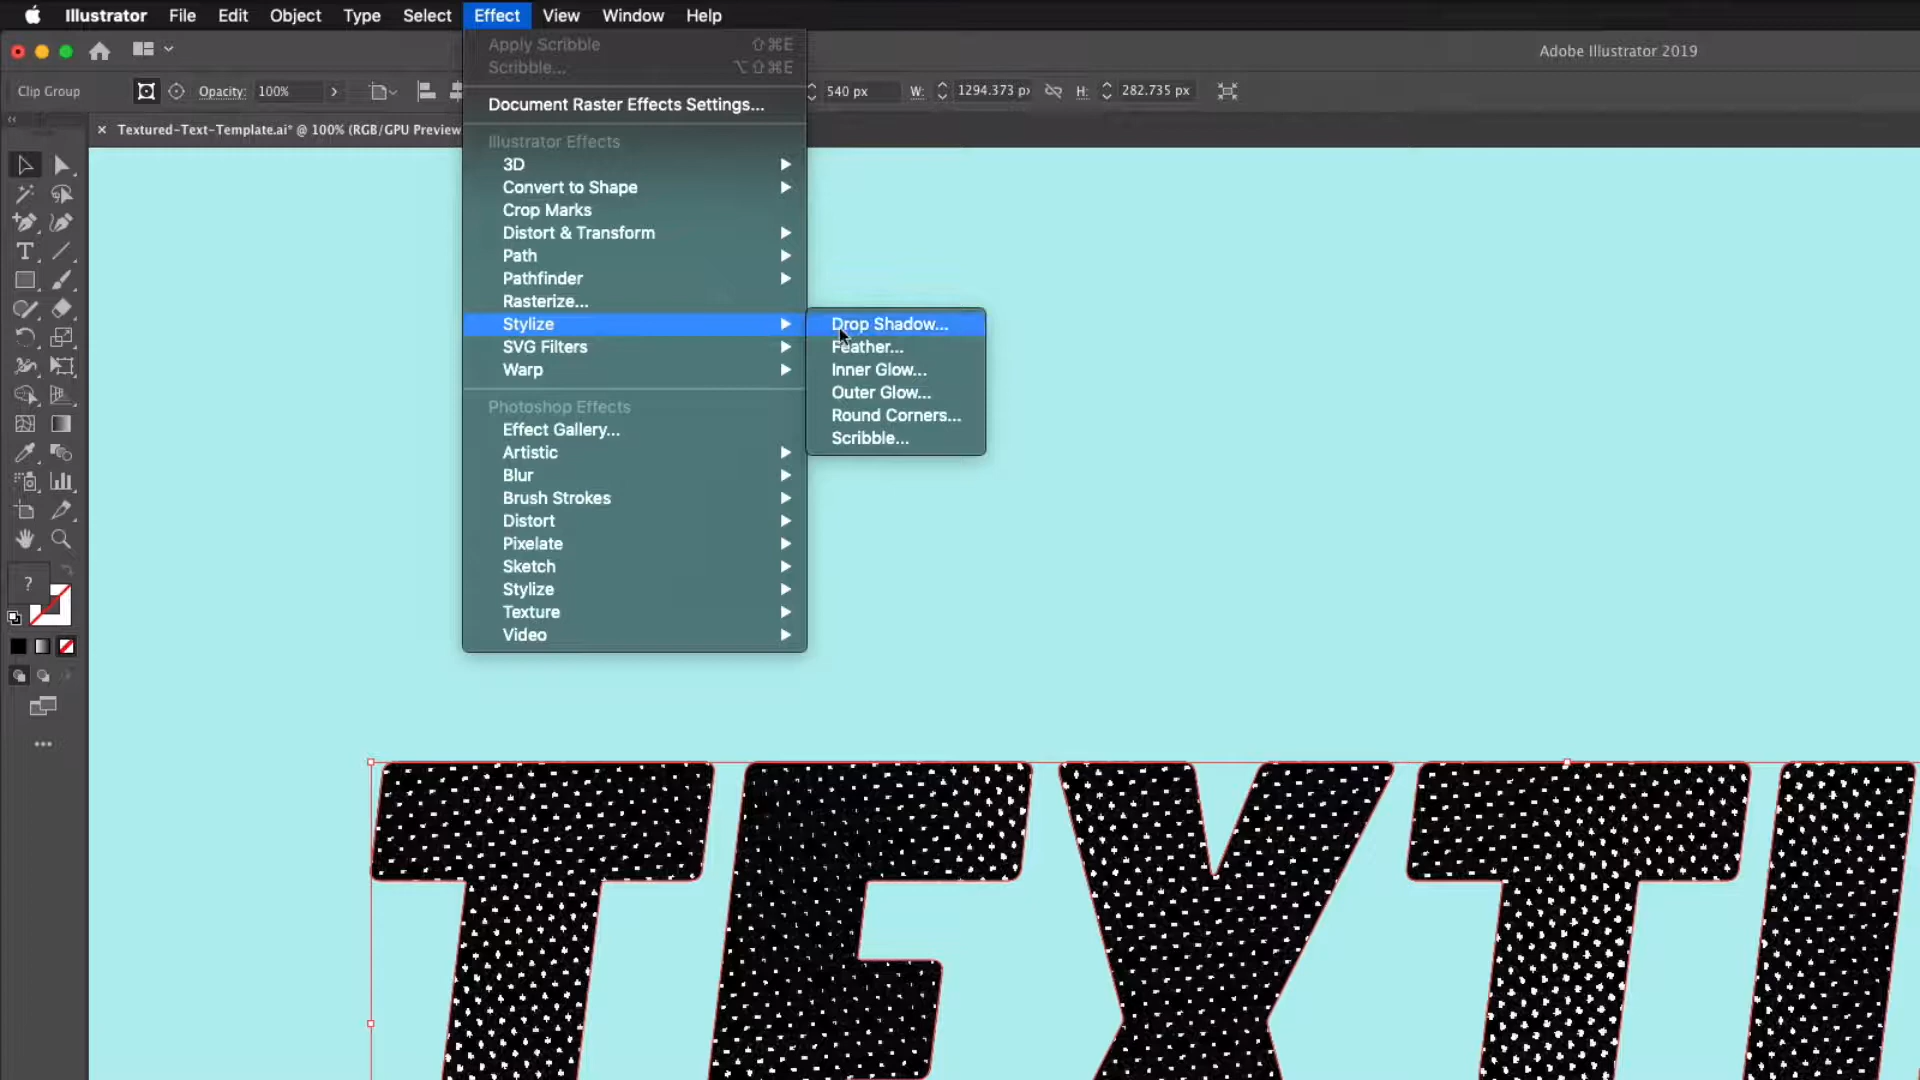 Illustrator File Edit Object Type Select Effect View Window Help
Adobe Illustrator 2019
Clip Group Opacity: 100% 540 px W: 1294.373 px H: 282.735 px
Textured-Text-Template.ai* @ 100% (RGB/GPU Preview
Apply Scribble ⇧⌘E
Scribble... ⌥⇧⌘E
Document Raster Effects Settings...
Illustrator Effects
3D
Convert to Shape
Crop Marks
Distort & Transform
Path
Pathfinder
Rasterize...
Stylize
SVG Filters
Warp
Drop Shadow...
Feather...
Inner Glow...
Outer Glow...
Round Corners...
Scribble...
Photoshop Effects
Effect Gallery...
Artistic
Blur
Brush Strokes
Distort
Pixelate
Sketch
Stylize
Texture
Video
?
TEXT